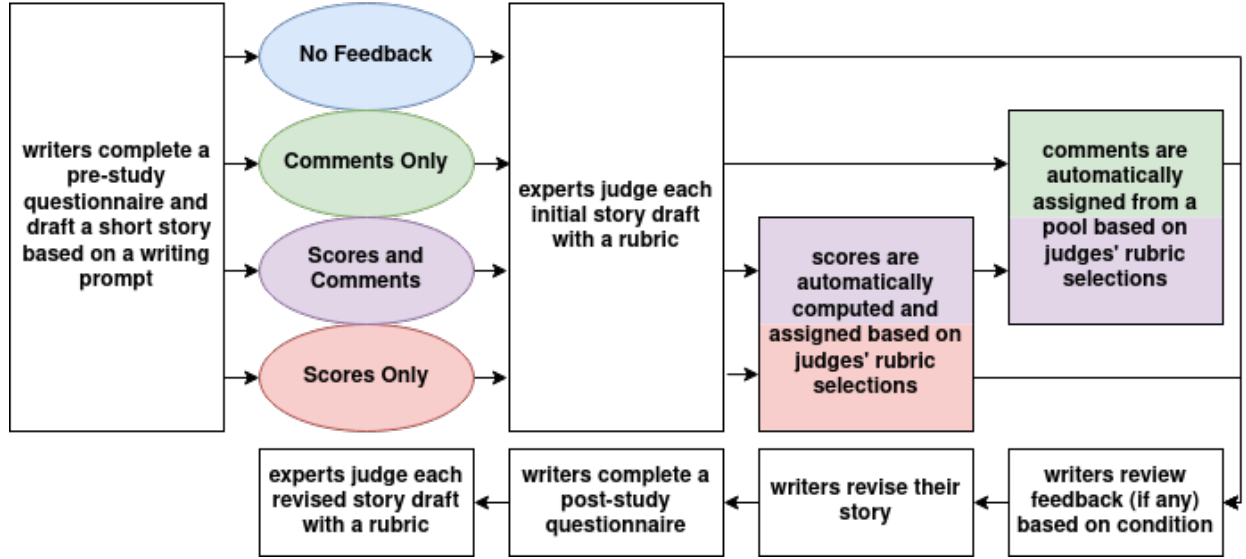 writers complete a
pre-study
questionnaire and
draft a short story
based on a writing
prompt
No Feedback
Comments Only
Scores and
Comments
Scores Only
experts judge each
initial story draft
with a rubric
scores are
automatically
computed and
assigned based on
judges' rubric
selections
comments are
automatically
assigned from a
pool based on
judges' rubric
selections
writers review
feedback (if any)
based on condition
writers revise their
story
writers complete a
post-study
questionnaire
experts judge each
revised story draft
with a rubric